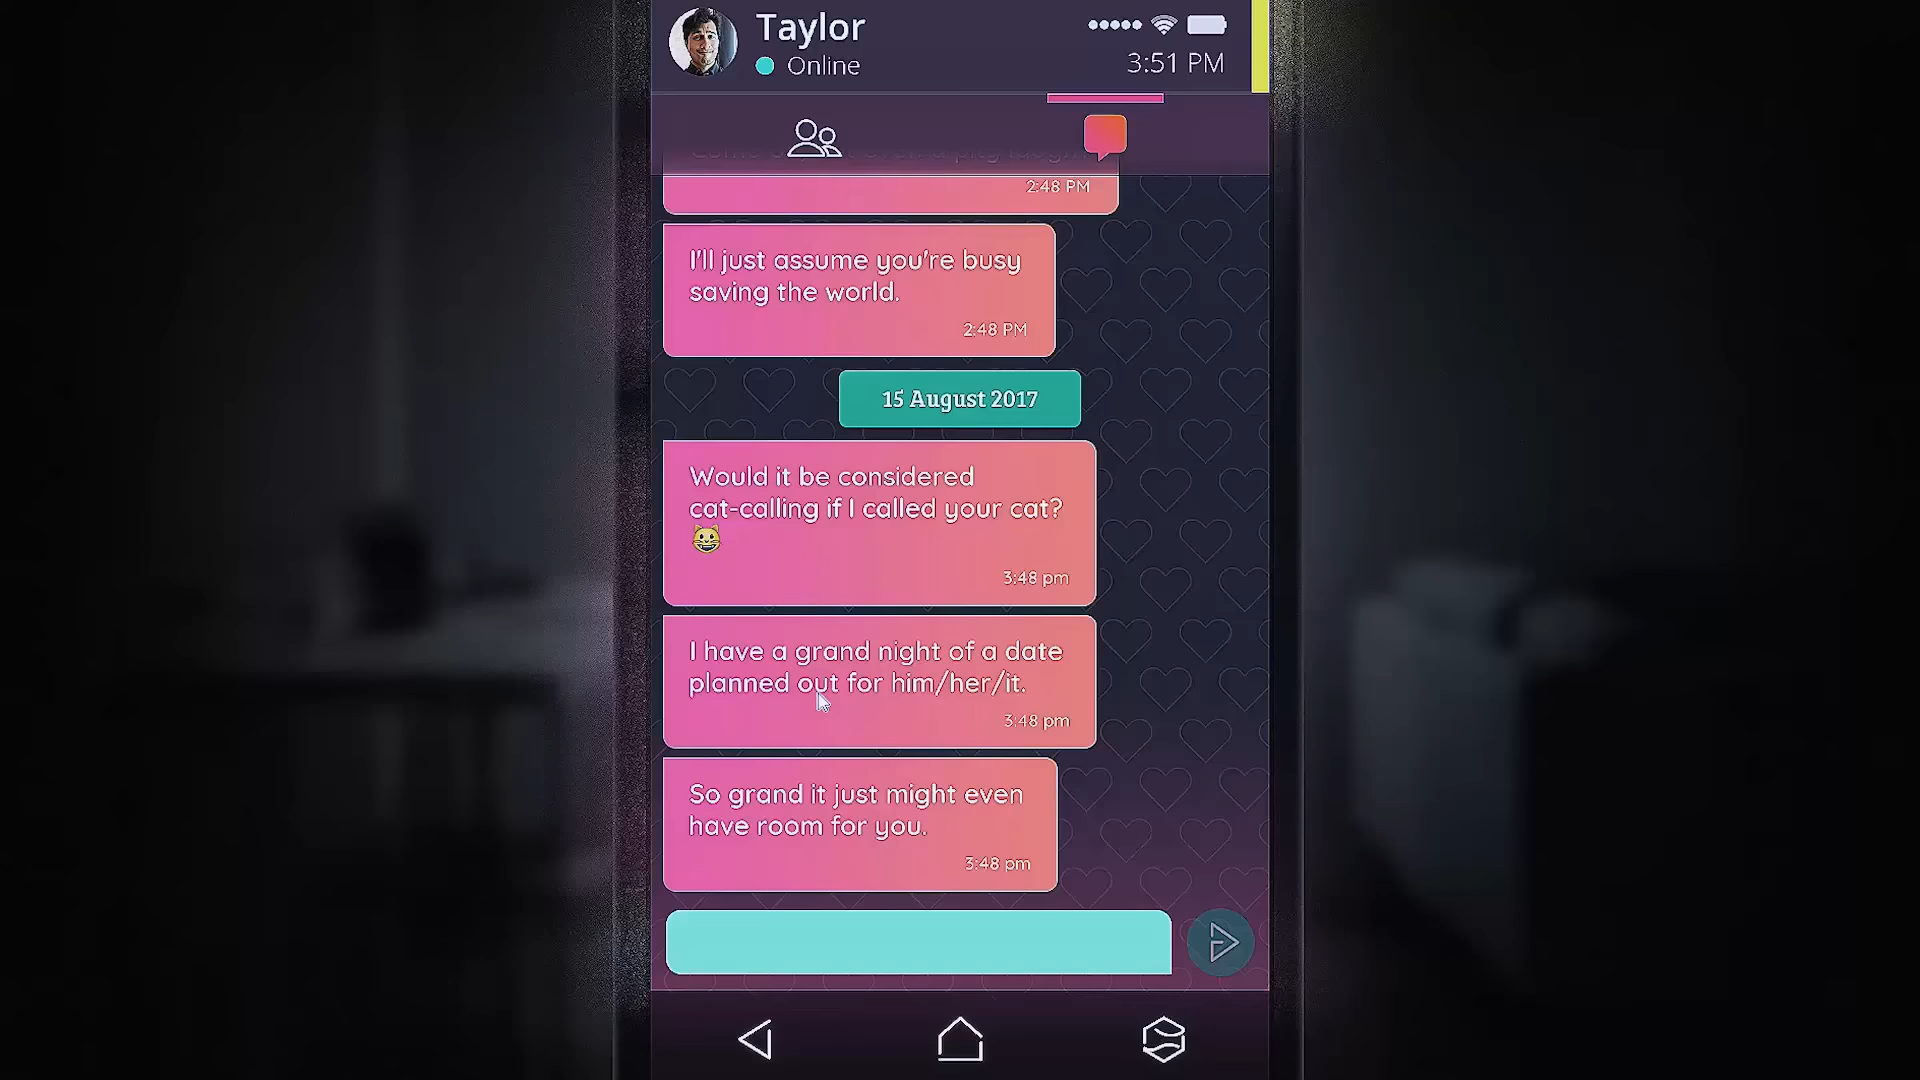 Taylor
Online
3:51 PM
2:48 PM
I'll just assume you're busy
saving the world.
2:48 PM
15 August 2017
Would it be considered
cat-calling if I called your cat?
3:48 pm
I have a grand night of a date
planned out for him/her/it.
3:48 pm
So grand it just might even
have room for you.
3:48 pm